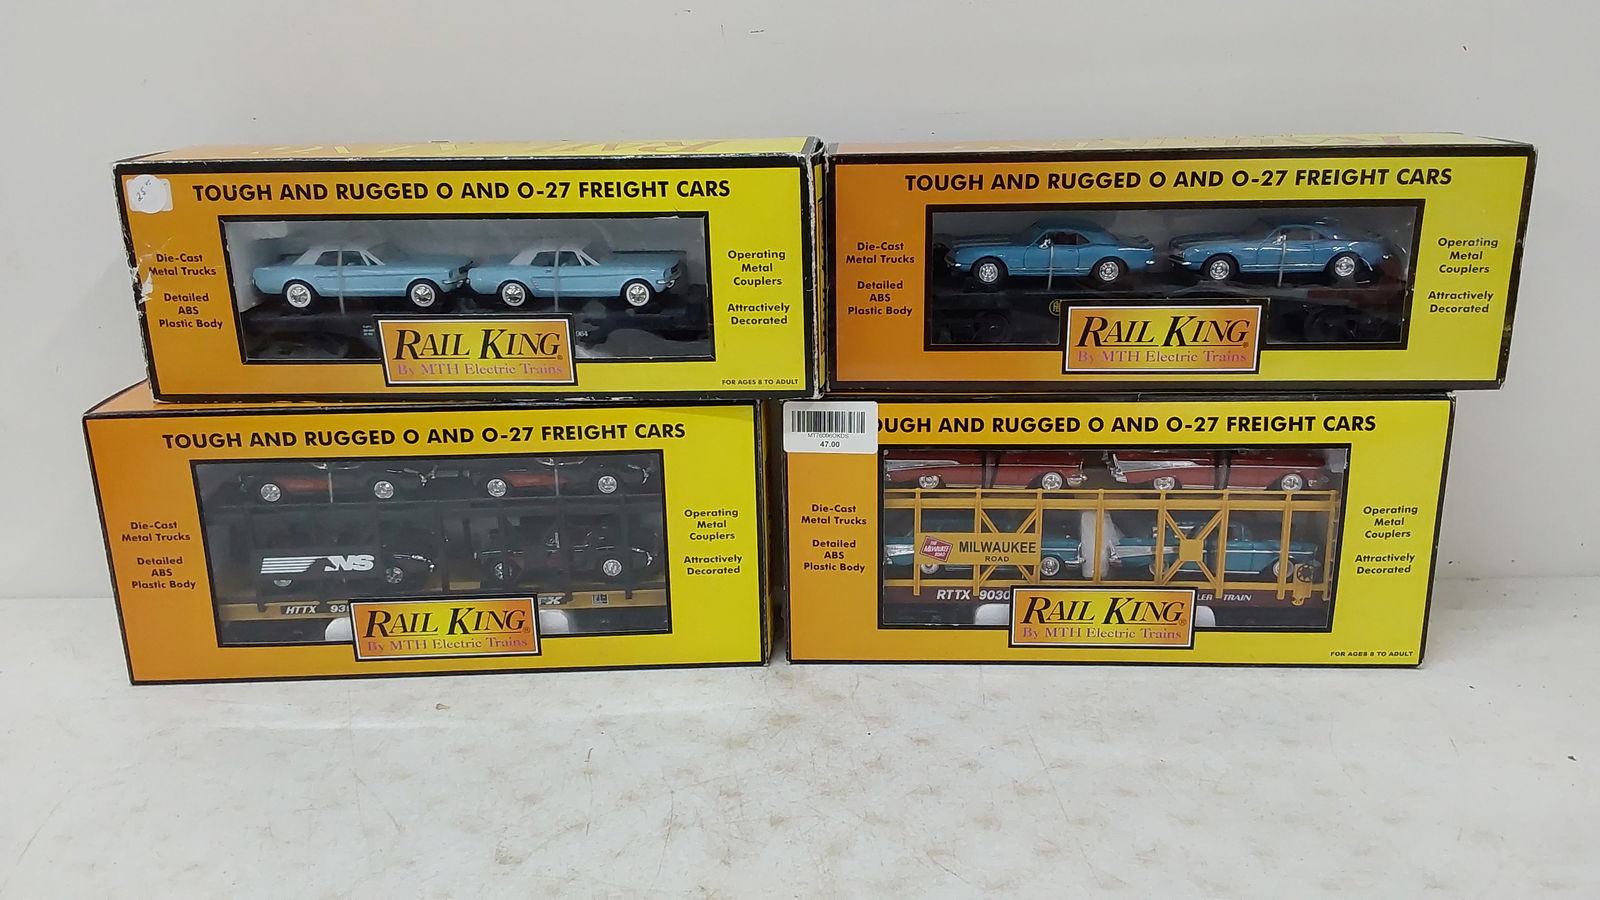 TOUGH AND RUGGED O AND O-27 FREIGHT CARS
Die-Cast
Metal Trucks
Detailed
ABS
Plastic Body
Operating
Metal
Couplers
Attractively
Decorated
RAIL KING
By MTH Electric Trains
FOR AGES 8 TO ADULT
TOUGH AND RUGGED O AND O-27 FREIGHT CARS
Die-Cast
Metal Trucks
Detailed
ABS
Plastic Body
Operating
Metal
Couplers
Attractively
Decorated
RAIL KING
By MTH Electric Trains
TOUGH AND RUGGED O AND O-27 FREIGHT CARS
Die-Cast
Metal Trucks
Detailed
ABS
Plastic Body
Operating
Metal
Couplers
Attractively
Decorated
NS
HTTX
RAIL KING
By MTH Electric Trains
47.00
AND RUGGED O AND O-27 FREIGHT CARS
Die-Cast
Metal Trucks
Detailed
ABS
Plastic Body
Operating
Metal
Couplers
Attractively
Decorated
THE MILWAUKEE ROAD
MILWAUKEE
ROAD
RTTX 9030
TRAIN
RAIL KING
By MTH Electric Trains
FOR AGES 8 TO ADULT